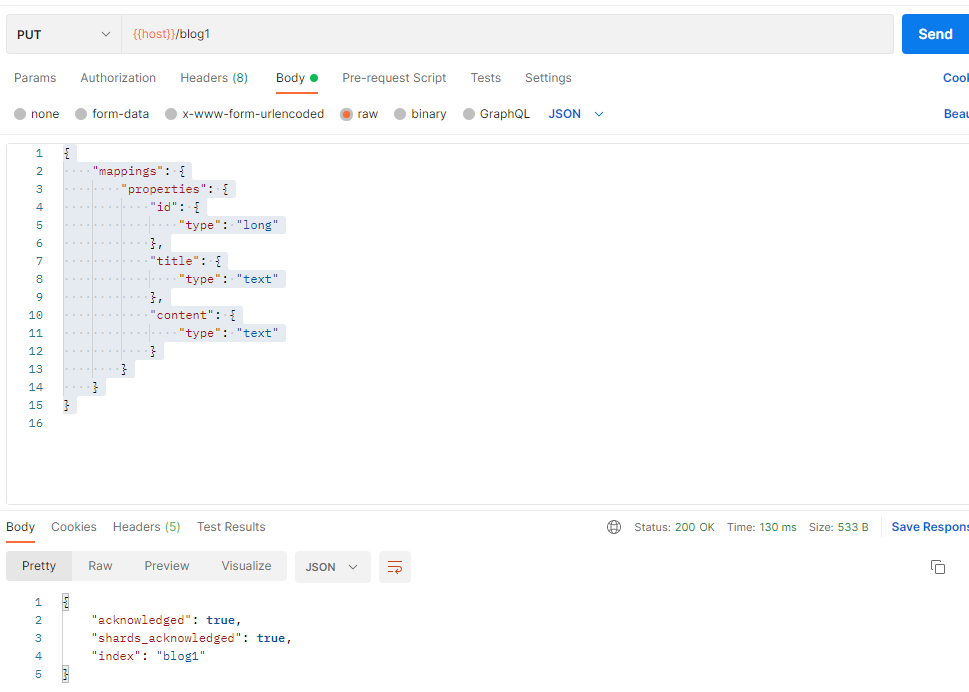 PUT {{host}}/blog1 Send
Params Authorization Headers (8) Body Pre-request Script Tests Settings Cool
none form-data x-www-form-urlencoded raw binary GraphQL JSON Beau
1 {
2 ····"mappings":·{
3 ········"properties":·{
4 ············"id":·{
5 ················"type":·"long"
6 ············},
7 ············"title":·{
8 ················"type":·"text"
9 ············},
10 ············"content":·{
11 ················"type":·"text"
12 ············}
13 ········}
14 ····}
15 }
16
Body Cookies Headers (5) Test Results Status: 200 OK Time: 130 ms Size: 533 B Save Respons
Pretty Raw Preview Visualize JSON
1 {
2 "acknowledged": true,
3 "shards_acknowledged": true,
4 "index": "blog1"
5 }